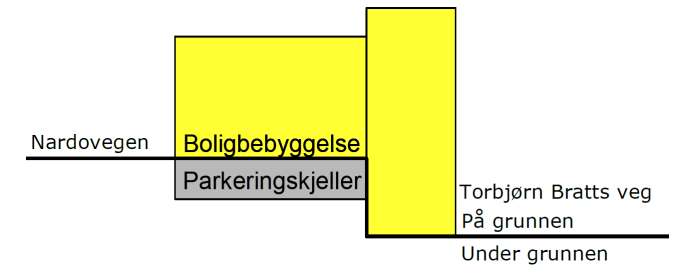 Nardovegen
Boligbebyggelse
Parkeringskjeller
Torbjørn Bratts veg
På grunnen
Under grunnen